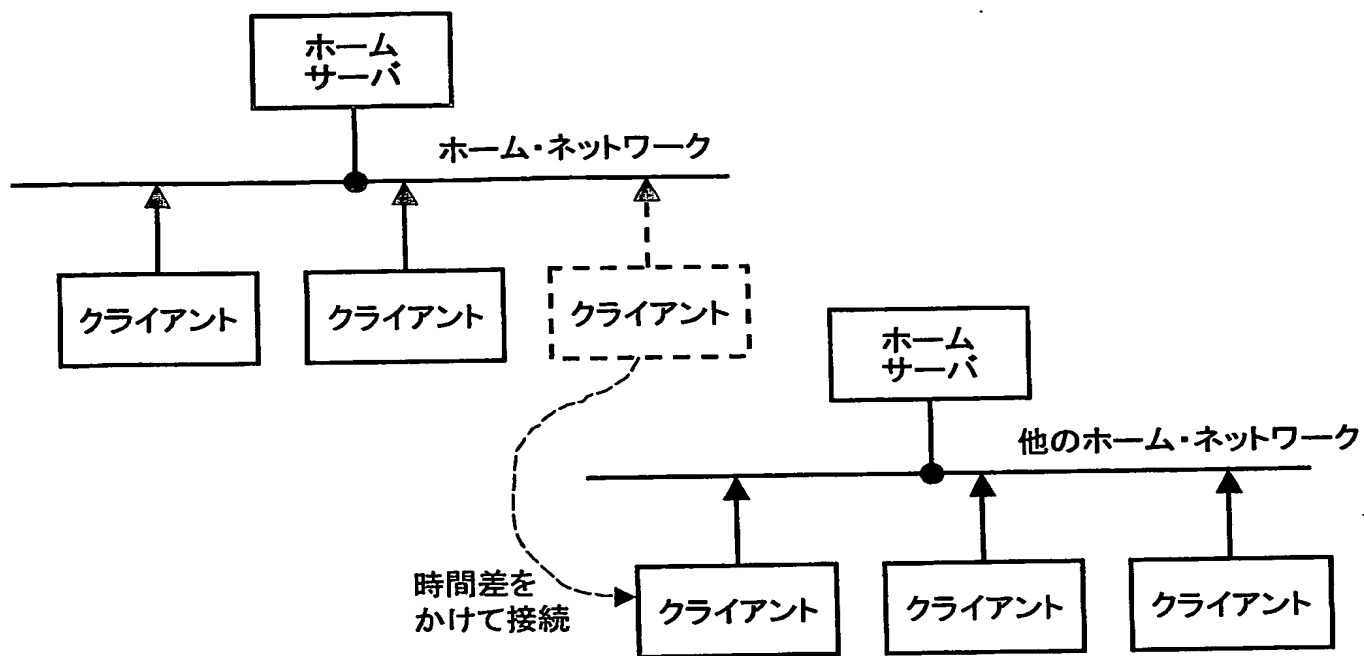 ホーム
サーバ
ホーム・ネットワーク
クライアント
クライアント
クライアント
ホーム
サーバ
他のホーム・ネットワーク
時間差を
かけて接続
クライアント
クライアント
クライアント